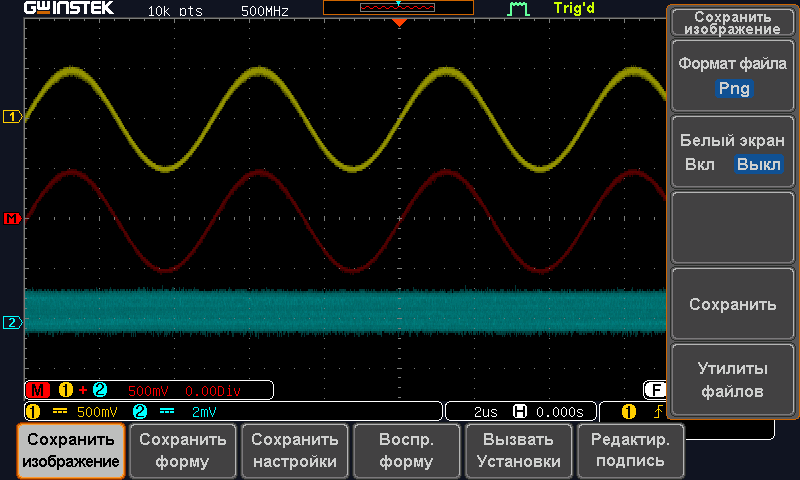 GWINSTEK 10k pts 500MHz Trig'd
Сохранить
изображение
Формат файла
Png
Белый экран
Вкл Выкл
1
M
Сохранить
2
Утилиты
файлов
M 1 + 2 500mV 0.00Div
F
1 500mV 2 2mV
2us H 0.000s
1
Сохранить
изображение
Сохранить
форму
Сохранить
настройки
Воспр.
форму
Вызвать
Установки
Редактир.
подпись